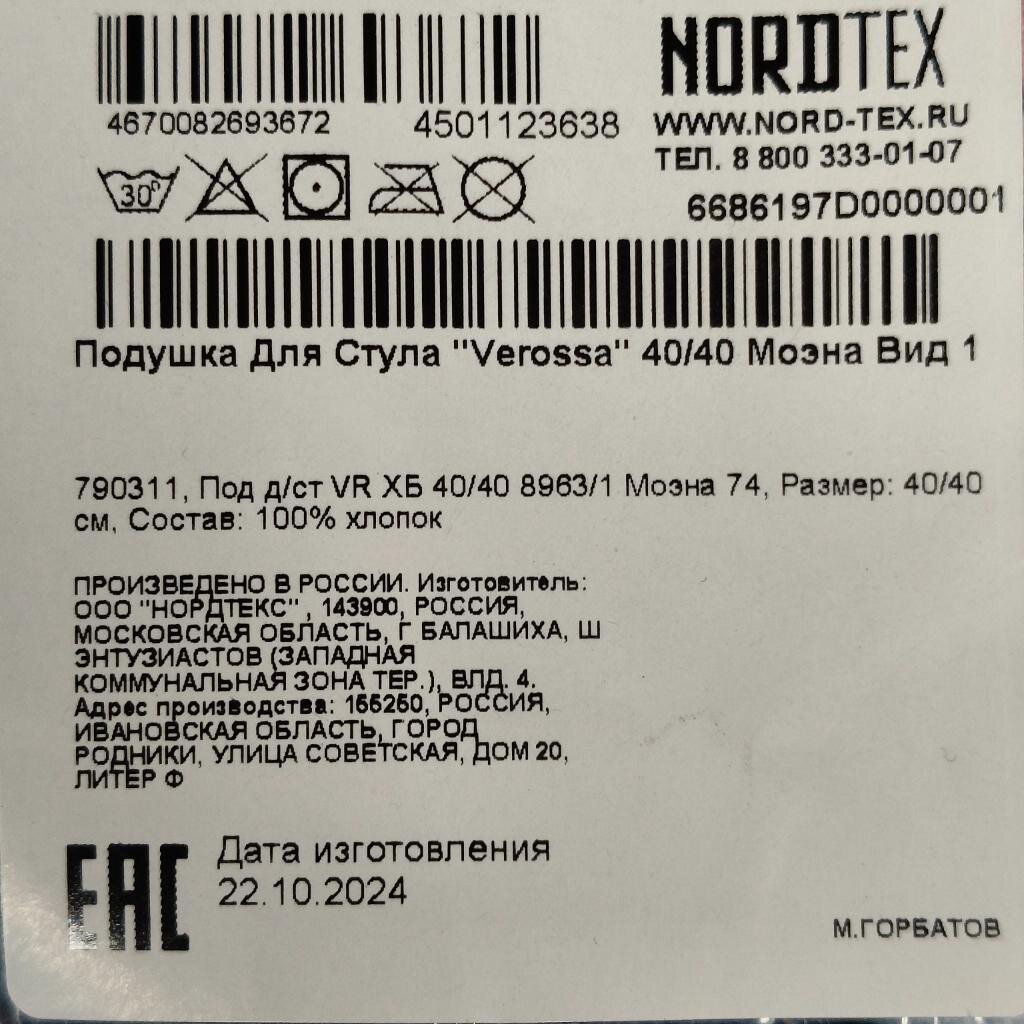 NORDTEX
4670082693672
4501123638
WWW.NORD-TEX.RU
ТЕЛ. 8 800 333-01-07
30°
6686197D0000001
Подушка Для Стула "Verossa" 40/40 Моэна Вид 1
790311, Под д/ст VR ХБ 40/40 8963/1 Моэна 74, Размер: 40/40
см, Состав: 100% хлопок
ПРОИЗВЕДЕНО В РОССИИ. Изготовитель:
ООО "НОРДТЕКС" , 143900, РОССИЯ,
МОСКОВСКАЯ ОБЛАСТЬ, Г БАЛАШИХА, Ш
ЭНТУЗИАСТОВ (ЗАПАДНАЯ
КОММУНАЛЬНАЯ ЗОНА ТЕР.), ВЛД. 4.
Адрес производства: 155250, РОССИЯ,
ИВАНОВСКАЯ ОБЛАСТЬ, ГОРОД
РОДНИКИ, УЛИЦА СОВЕТСКАЯ, ДОМ 20,
ЛИТЕР Ф
EAC
Дата изготовления
22.10.2024
М.ГОРБАТОВ